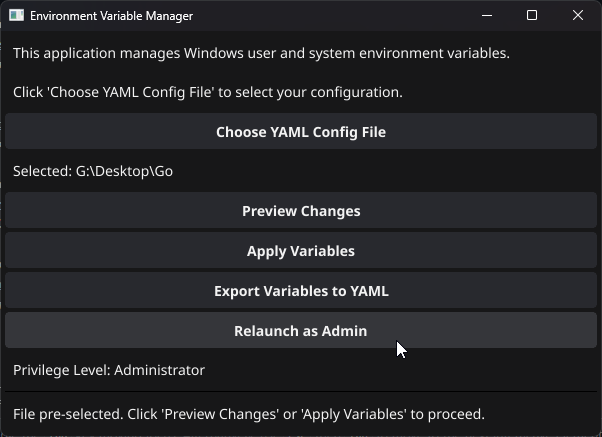 Environment Variable Manager
This application manages Windows user and system environment variables.
Click 'Choose YAML Config File' to select your configuration.
Choose YAML Config File
Selected: G:\Desktop\Go
Preview Changes
Apply Variables
Export Variables to YAML
Relaunch as Admin
Privilege Level: Administrator
File pre-selected. Click 'Preview Changes' or 'Apply Variables' to proceed.